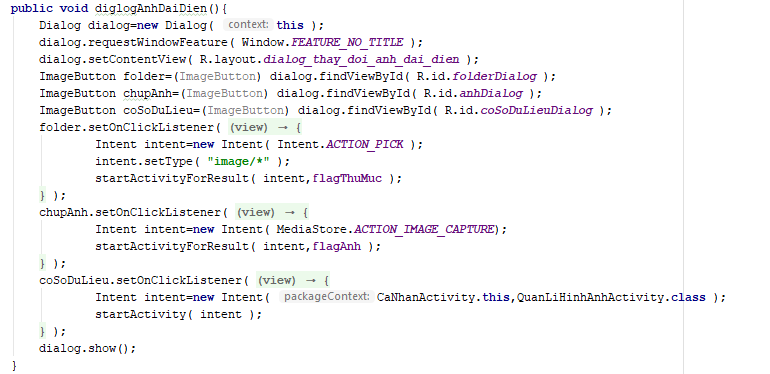 public void diglogAnhDaiDien(){
Dialog dialog=new Dialog( context: this );
dialog.requestWindowFeature( Window.FEATURE_NO_TITLE );
dialog.setContentView( R.layout.dialog_thay_doi_anh_dai_dien );
ImageButton folder=(ImageButton) dialog.findViewById( R.id.folderDialog );
ImageButton chupAnh=(ImageButton) dialog.findViewById( R.id.anhDialog );
ImageButton coSoDuLieu=(ImageButton) dialog.findViewById( R.id.coSoDuLieuDialog );
folder.setOnClickListener( (view) → {
Intent intent=new Intent( Intent.ACTION_PICK );
intent.setType( "image/*" );
startActivityForResult( intent,flagThuMuc );
} );
chupAnh.setOnClickListener( (view) → {
Intent intent=new Intent( MediaStore.ACTION_IMAGE_CAPTURE);
startActivityForResult( intent,flagAnh );
} );
coSoDuLieu.setOnClickListener( (view) → {
Intent intent=new Intent( packageContext: CaNhanActivity.this,QuanLiHinhAnhActivity.class );
startActivity( intent );
} );
dialog.show();
}